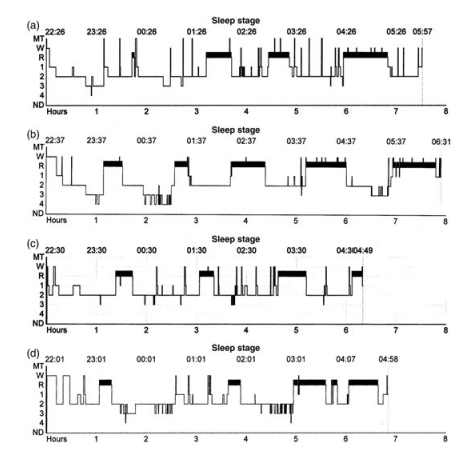 (a) Sleep stage
22:26 23:26 00:26 01:26 02:26 03:26 04:26 05:26 05:57
MT
W
R
1
2
3
4
ND
Hours 1 2 3 4 5 6 7 8
(b) Sleep stage
22:37 23:37 00:37 01:37 02:37 03:37 04:37 05:37 06:31
MT
W
R
1
2
3
4
ND
Hours 1 2 3 4 5 6 7 8
(c) Sleep stage
22:30 23:30 00:30 01:30 02:30 03:30 04:30 04:49
MT
W
R
1
2
3
4
ND
Hours 1 2 3 4 5 6 7 8
(d) Sleep stage
22:01 23:01 00:01 01:01 02:01 03:01 04:07 04:58
MT
W
R
1
2
3
4
ND
Hours 1 2 3 4 5 6 7 8